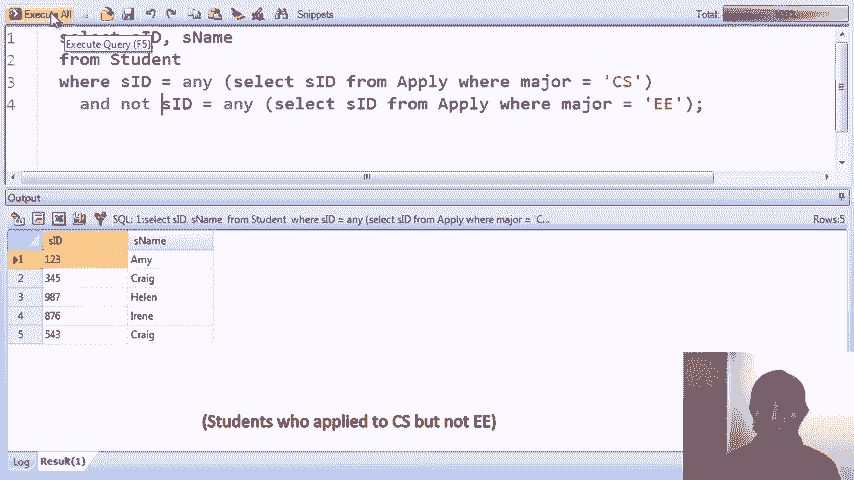 Execute All
Snippets
Total:
1 select sID, sName
Execute Query (F5)
2 from Student
3 where sID = any (select sID from Apply where major = 'CS')
4 and not sID = any (select sID from Apply where major = 'EE');
Output
SQL: 1:select sID, sName from Student where sID = any (select sID from Apply where major = 'C... Rows:5
sID sName
1 123 Amy
2 345 Craig
3 987 Helen
4 876 Irene
5 543 Craig
(Students who applied to CS but not EE)
Log Result(1)